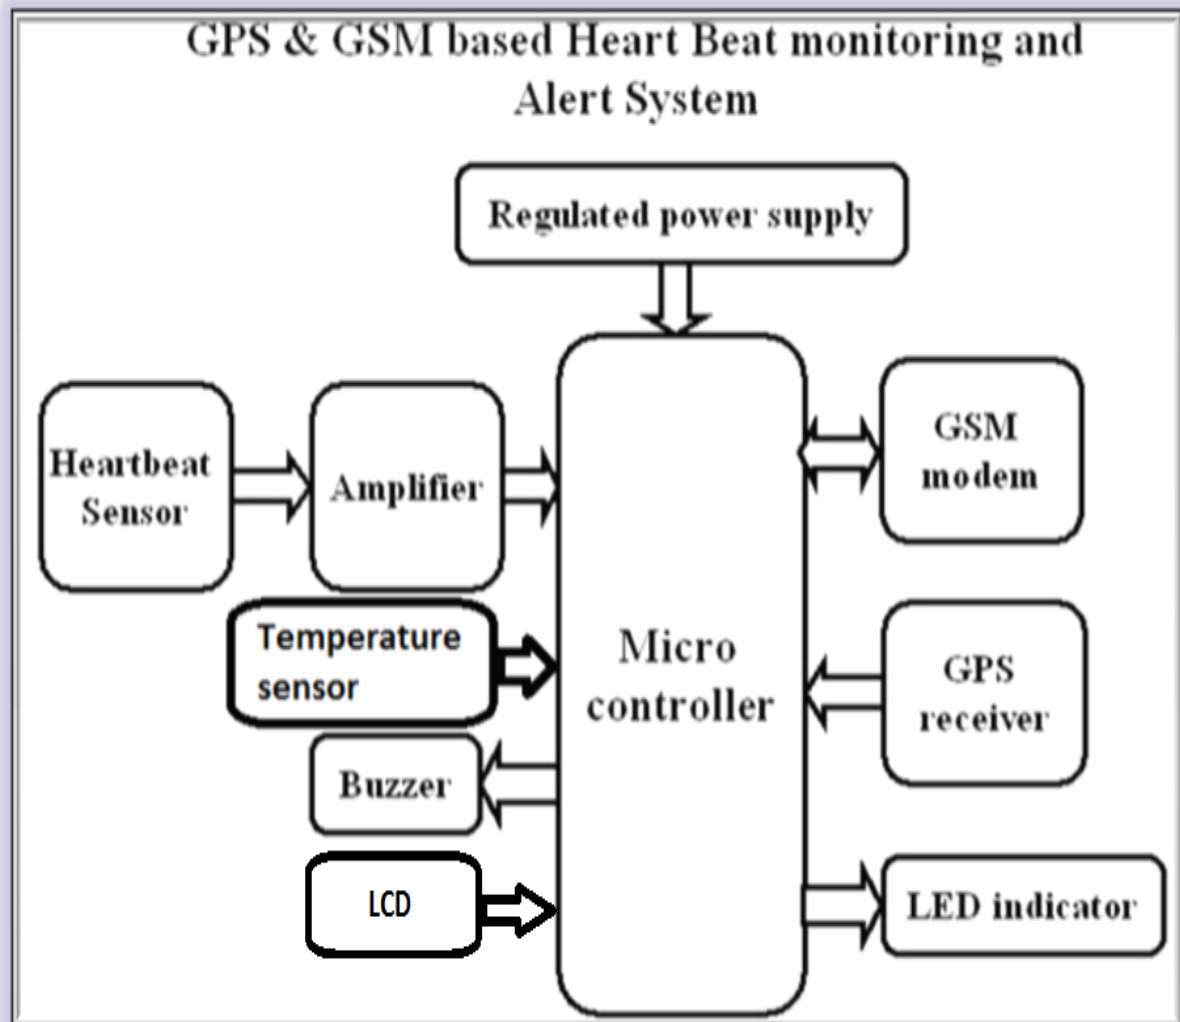 GPS & GSM based Heart Beat monitoring and
Alert System
Regulated power supply
Heartbeat
Sensor
Amplifier
GSM
modem
Temperature
sensor
Micro
controller
GPS
receiver
Buzzer
LCD
LED indicator